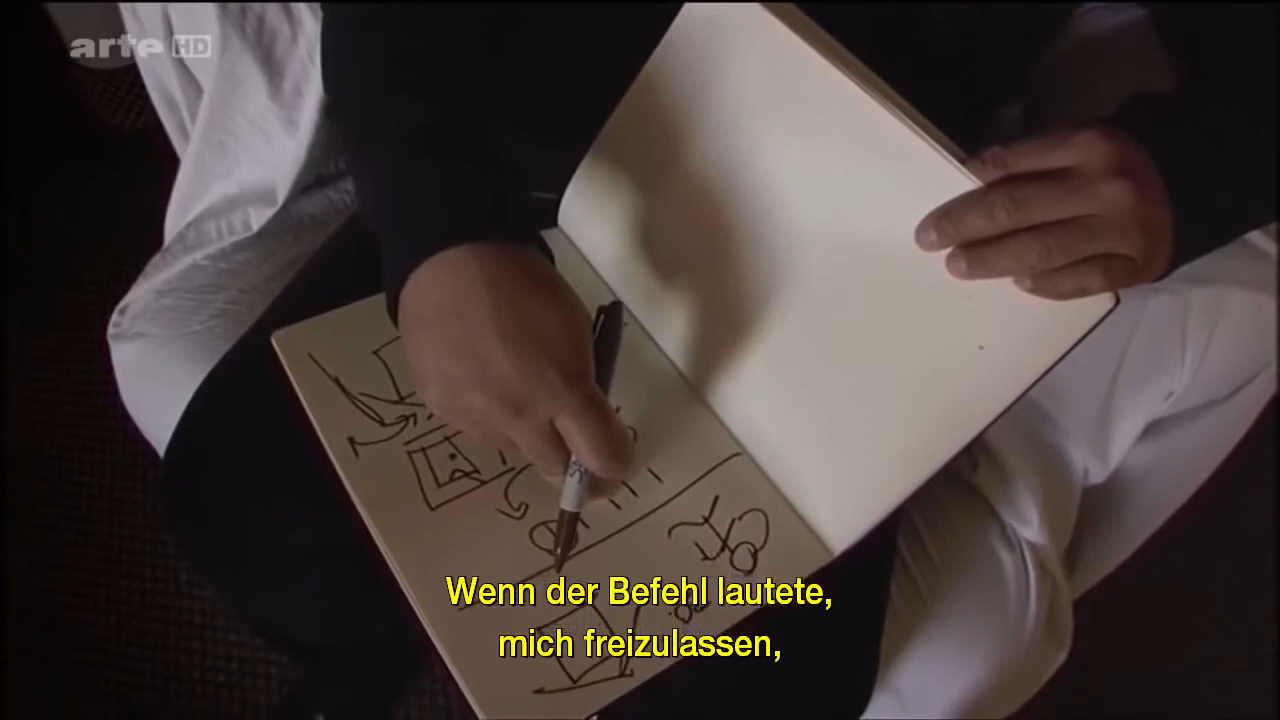 arte HD
Wenn der Befehl lautete,
mich freizulassen,